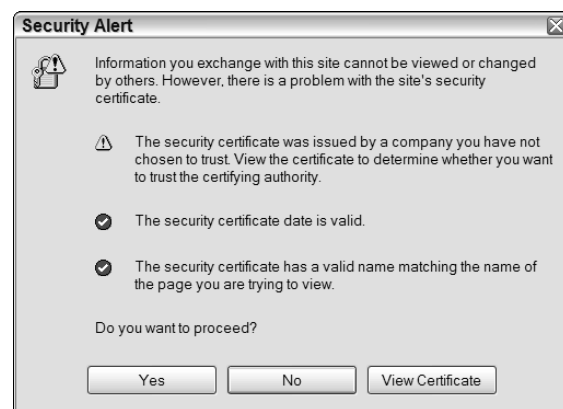 Security Alert
Information you exchange with this site cannot be viewed or changed
by others. However, there is a problem with the site's security
certificate.
The security certificate was issued by a company you have not
chosen to trust. View the certificate to determine whether you want
to trust the certifying authority.
The security certificate date is valid.
The security certificate has a valid name matching the name of
the page you are trying to view.
Do you want to proceed?
Yes No View Certificate